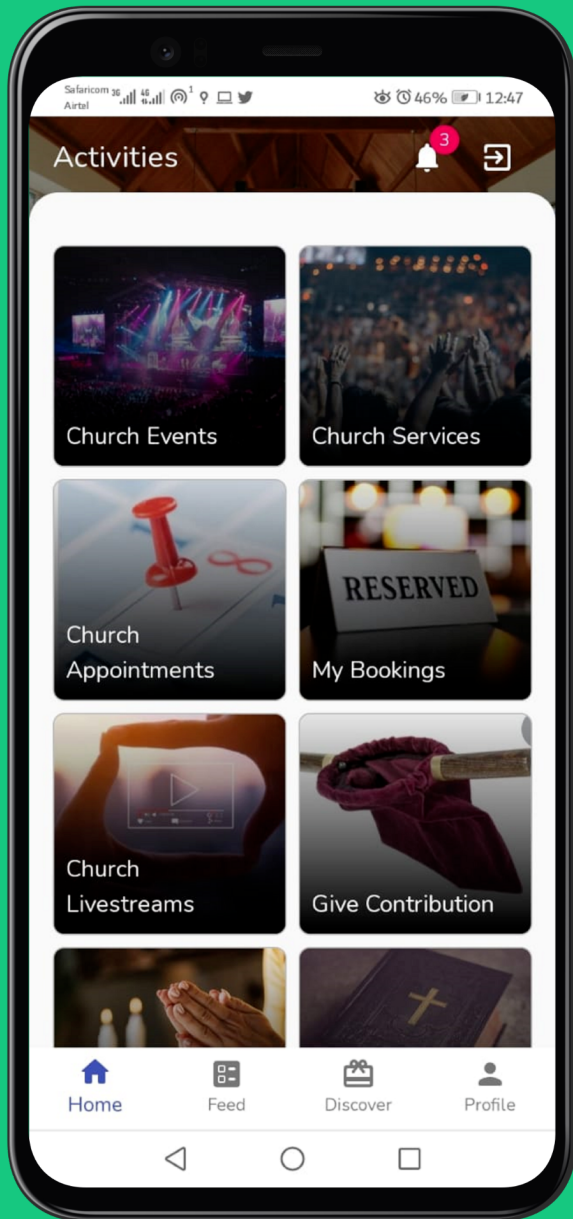 Safaricom 3G 4G 1 46% 12:47
Airtel
Activities
3
Church Events
Church Services
Church
Appointments
RESERVED
My Bookings
Church
Livestreams
Give Contribution
Home
Feed
Discover
Profile